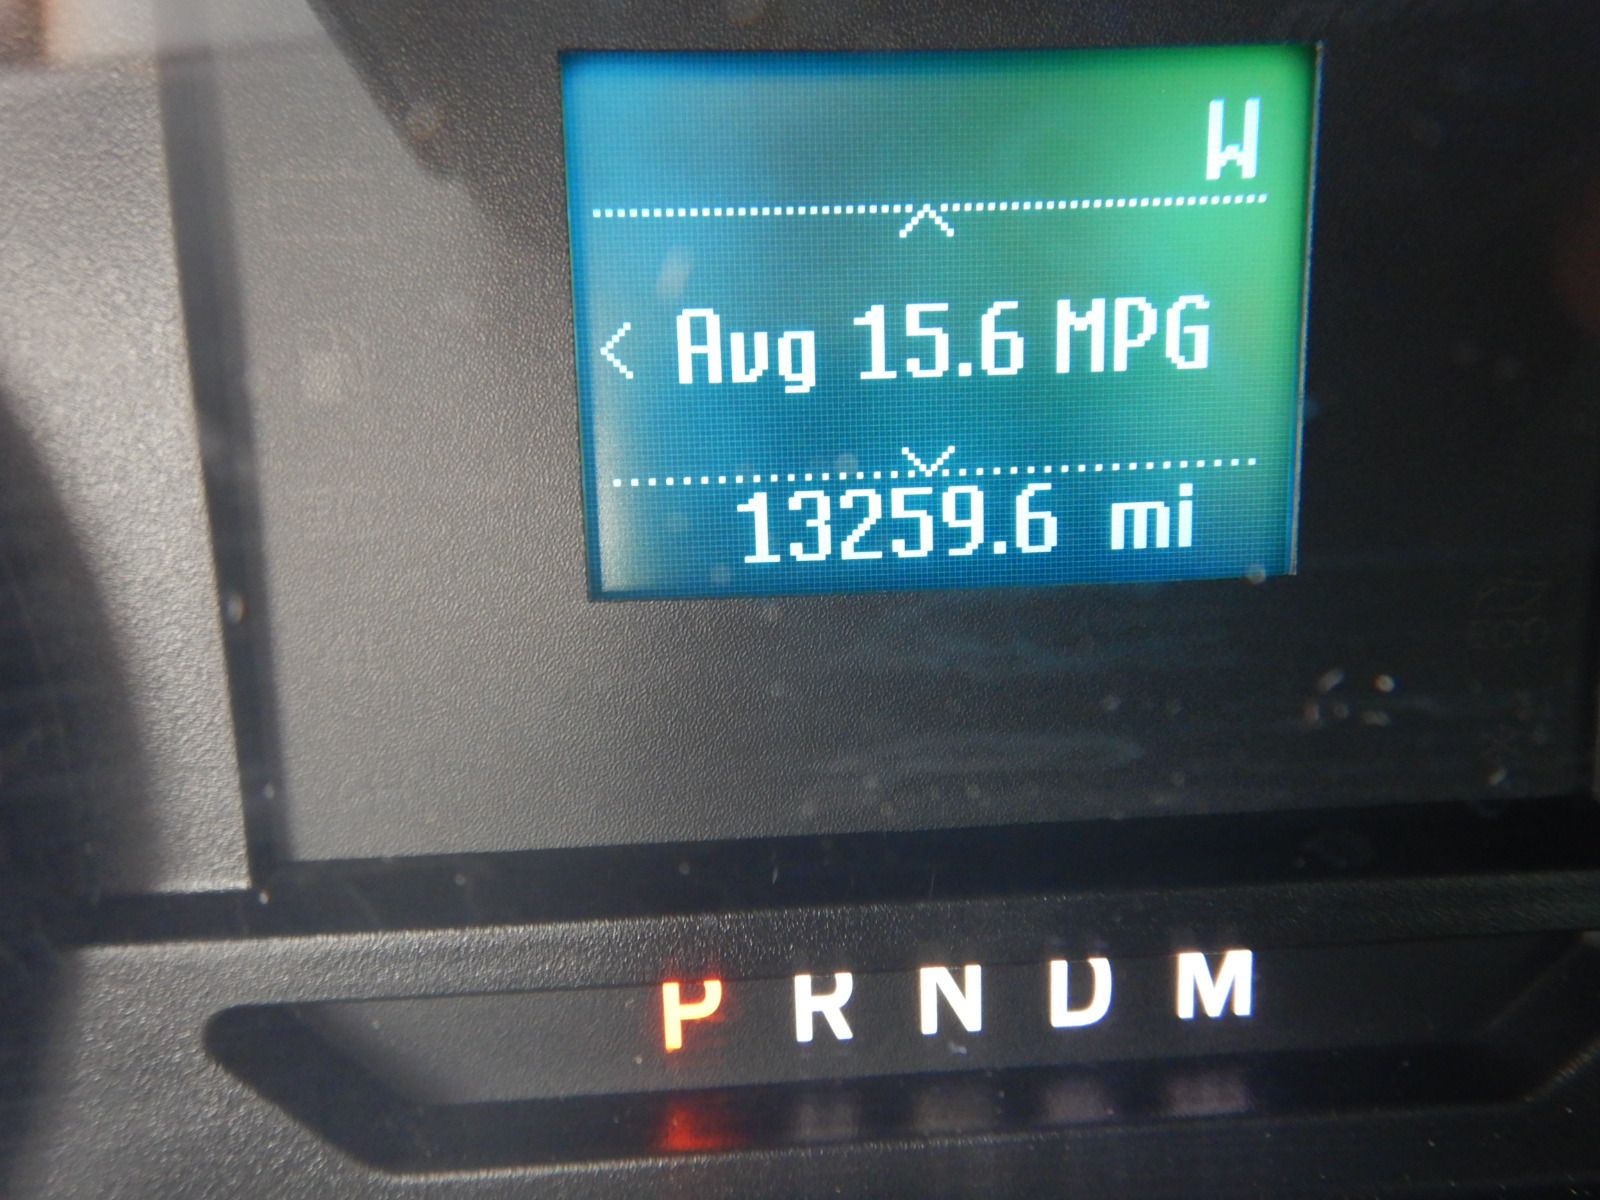 W
Avg 15.6 MPG
13259.6 mi
P R N D M